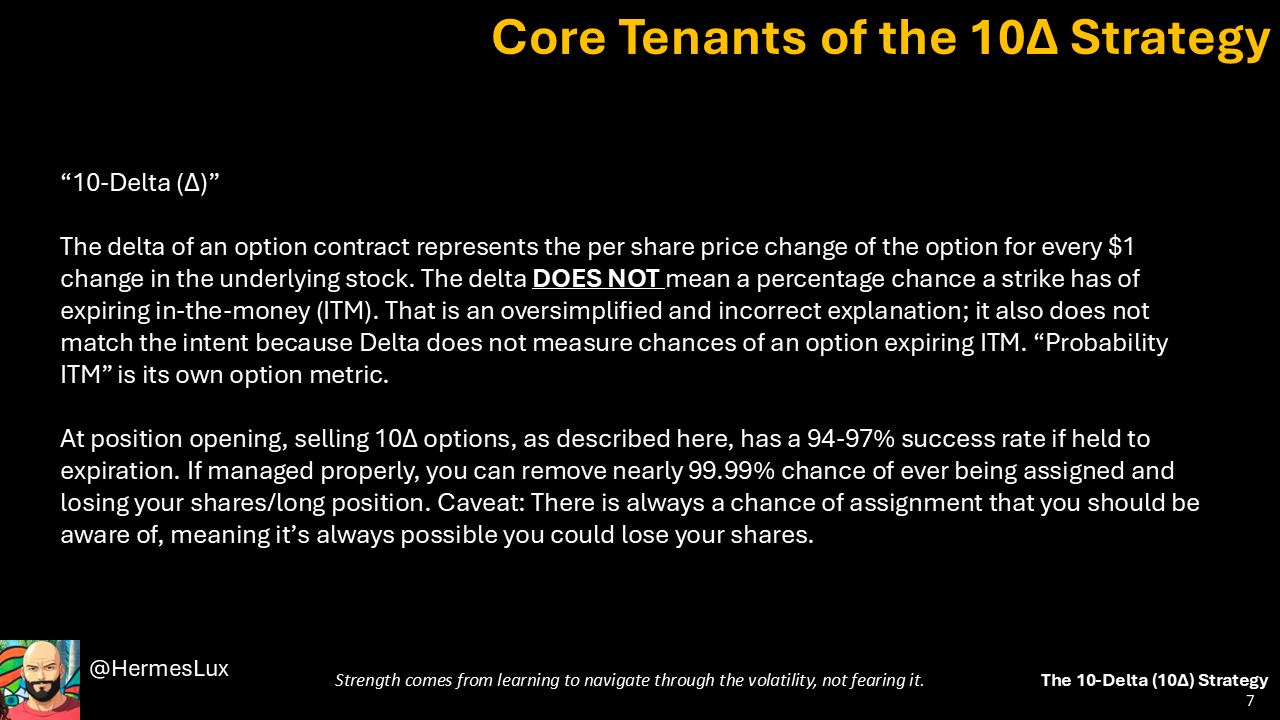 Core Tenants of the 10Δ Strategy
“10-Delta (Δ)”
The delta of an option contract represents the per share price change of the option for every $1
change in the underlying stock. The delta DOES NOT mean a percentage chance a strike has of
expiring in-the-money (ITM). That is an oversimplified and incorrect explanation; it also does not
match the intent because Delta does not measure chances of an option expiring ITM. “Probability
ITM” is its own option metric.
At position opening, selling 10Δ options, as described here, has a 94-97% success rate if held to
expiration. If managed properly, you can remove nearly 99.99% chance of ever being assigned and
losing your shares/long position. Caveat: There is always a chance of assignment that you should be
aware of, meaning it’s always possible you could lose your shares.
@HermesLux
Strength comes from learning to navigate through the volatility, not fearing it.
The 10-Delta (10Δ) Strategy
7